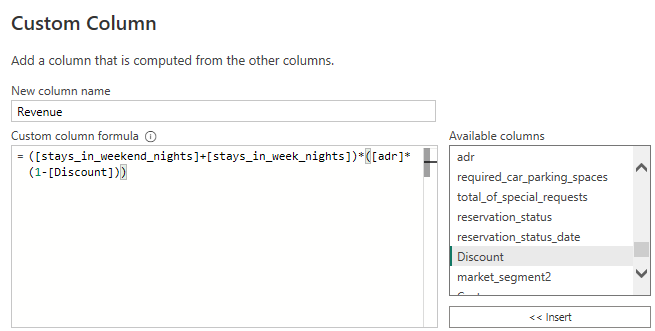 Custom Column
Add a column that is computed from the other columns.
New column name
Revenue
Custom column formula
= ([stays_in_weekend_nights]+[stays_in_week_nights])*([adr]*
(1-[Discount]))
Available columns
adr
required_car_parking_spaces
total_of_special_requests
reservation_status
reservation_status_date
Discount
market_segment2
<< Insert